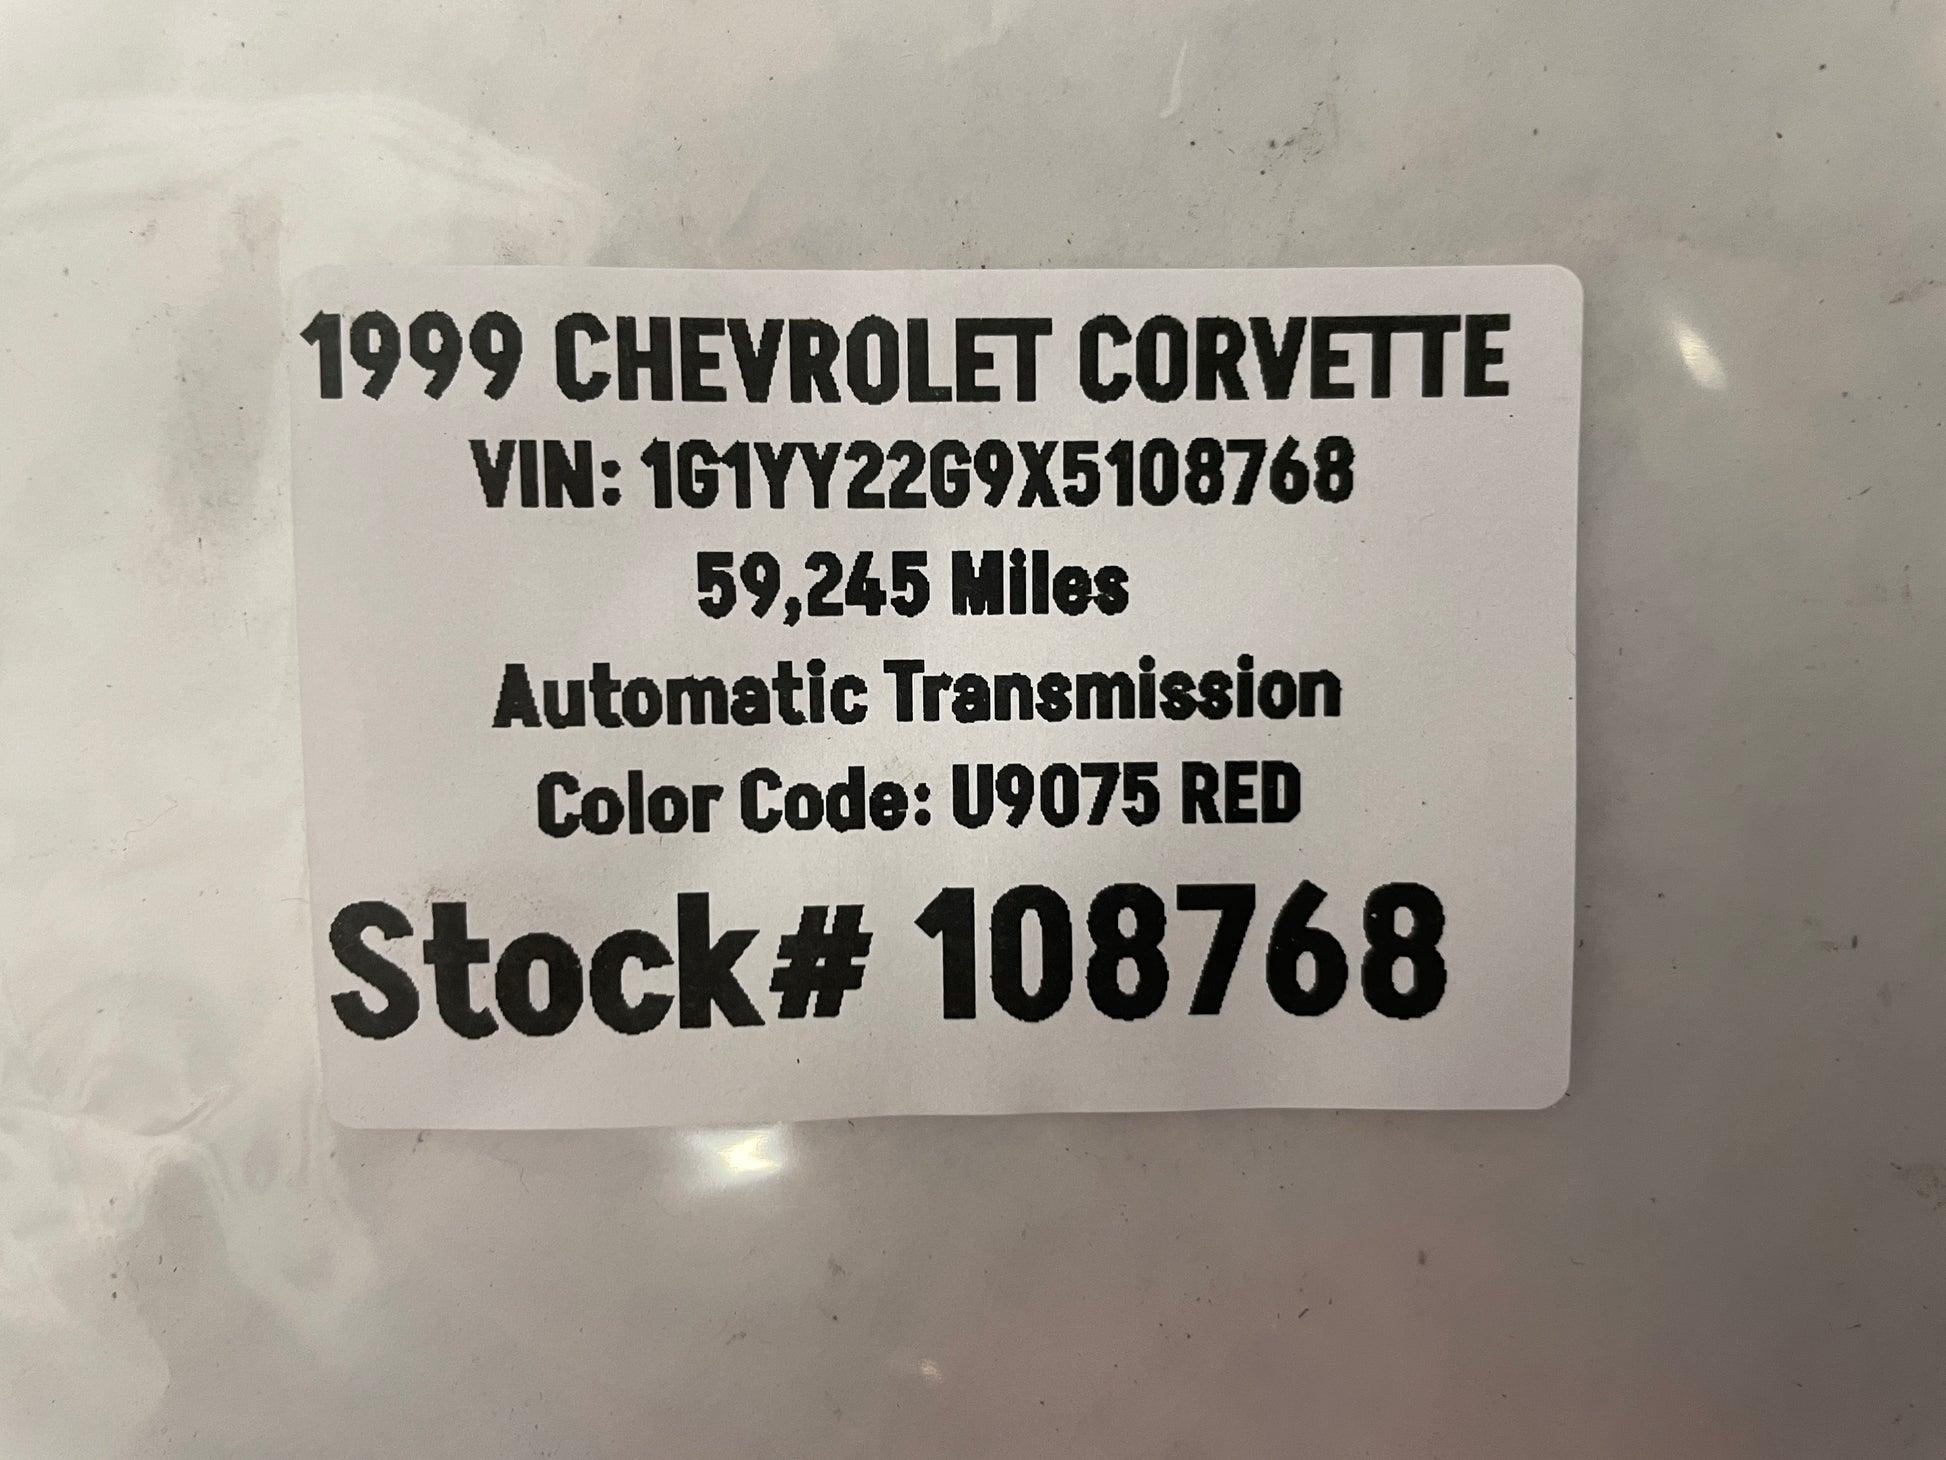 1999 CHEVROLET CORVETTE
VIN: 1G1YY22G9X5108768
59,245 Miles
Automatic Transmission
Color Code: U9075 RED
Stock# 108768